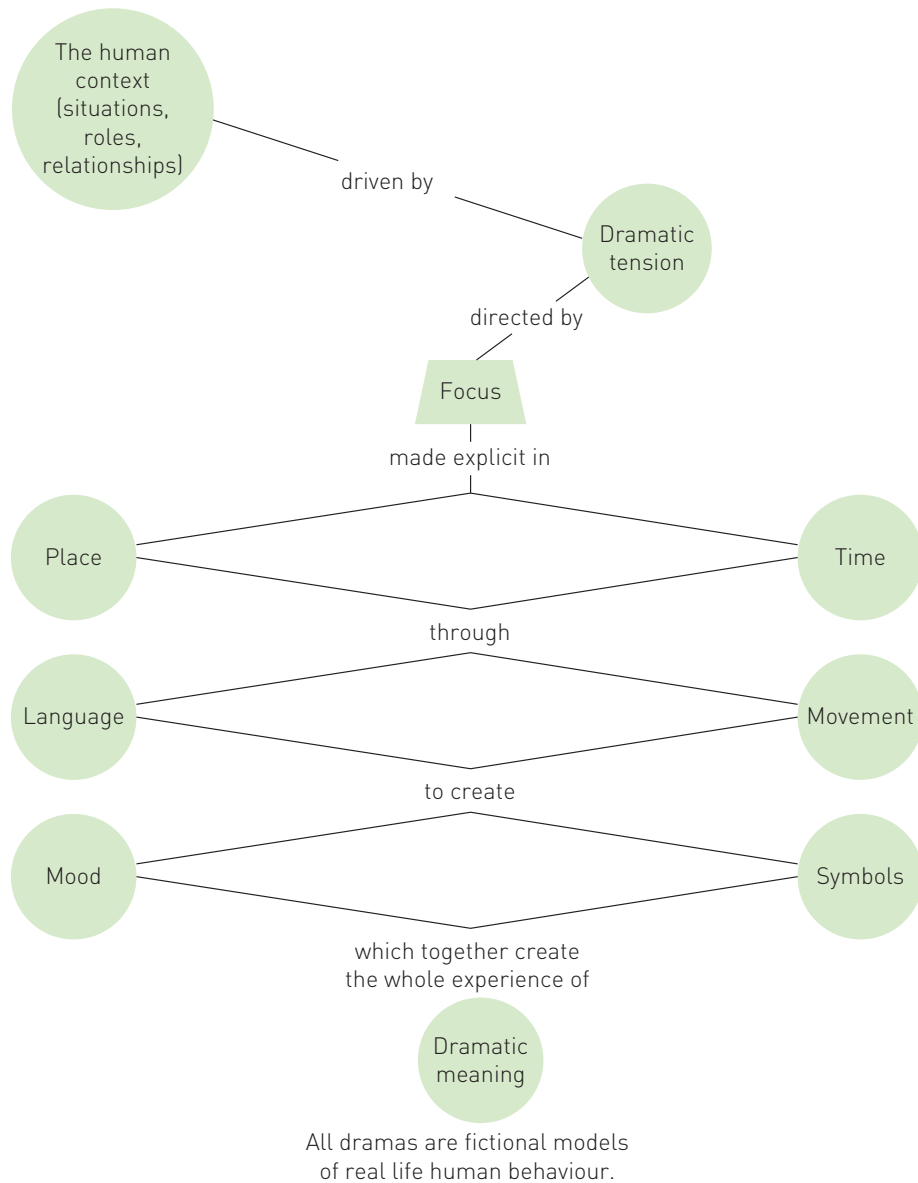 The human
context
(situations,
roles,
relationships)
driven by
Dramatic
tension
directed by
Focus
made explicit in
Place
Time
through
Language
Movement
to create
Mood
Symbols
which together create
the whole experience of
Dramatic
meaning
All dramas are fictional models
of real life human behaviour.